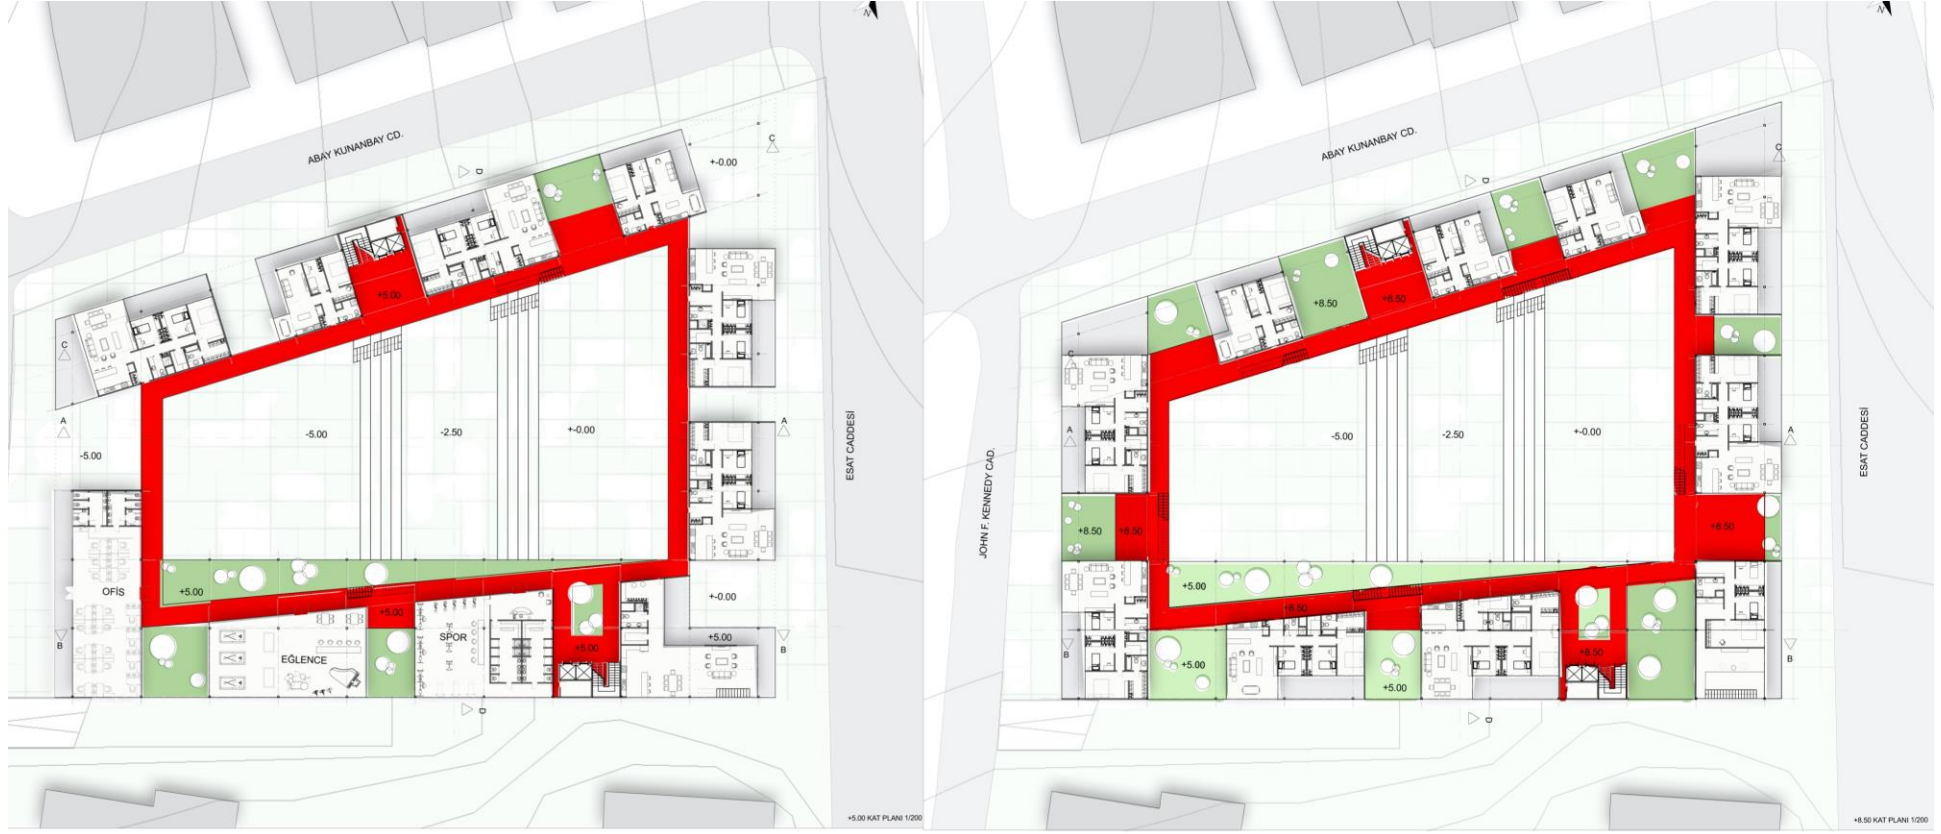 N
ABAY KUNANBAY CD.
C
+-0.00
D
+5.00
C
A
-5.00
-5.00
-2.50
+-0.00
A
ESAT CADDESİ
OFİS
+5.00
+5.00
+-0.00
B
EĞLENCE
SPOR
+5.00
+5.00
B
D
+5.00 KAT PLANI 1/200
N
ABAY KUNANBAY CD.
C
D
+8.50
+8.50
C
JOHN F. KENNEDY CAD.
A
-5.00
-2.50
+-0.00
A
ESAT CADDESİ
+8.50
+8.50
+8.50
+5.00
+8.50
B
+5.00
+8.50
B
+5.00
D
+8.50 KAT PLANI 1/200